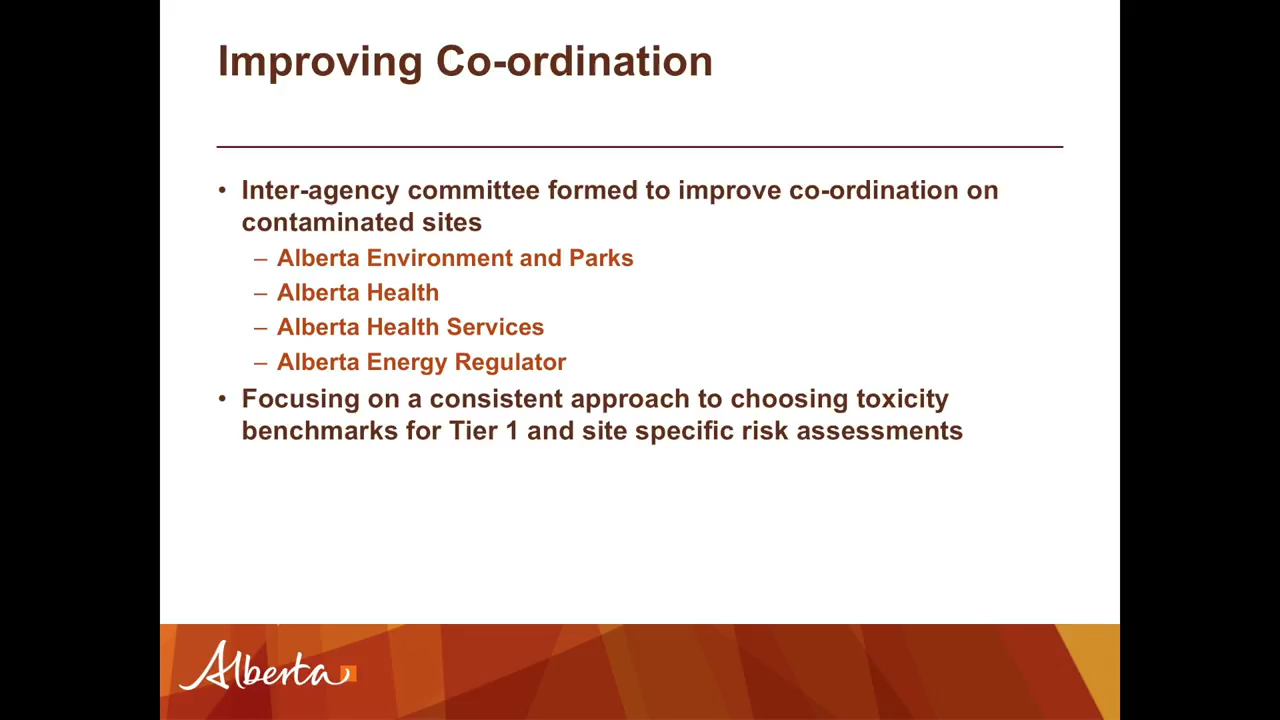 Improving Co-ordination
• Inter-agency committee formed to improve co-ordination on
contaminated sites
– Alberta Environment and Parks
– Alberta Health
– Alberta Health Services
– Alberta Energy Regulator
• Focusing on a consistent approach to choosing toxicity
benchmarks for Tier 1 and site specific risk assessments
Alberta